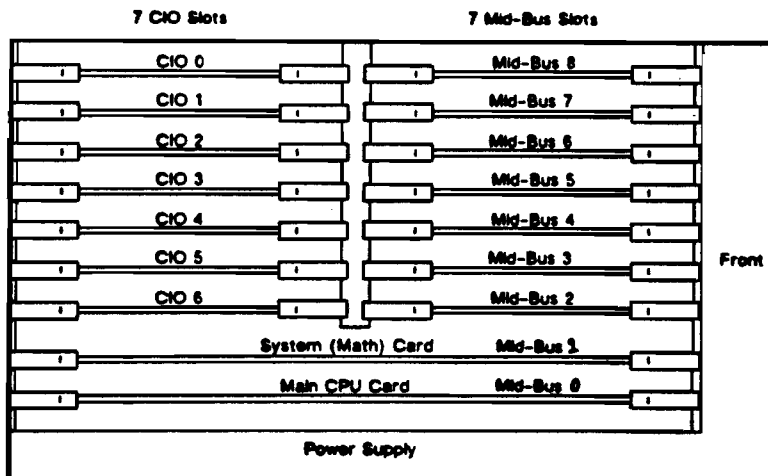 7 CIO Slots 7 Mid-Bus Slots
CIO 0 Mid-Bus 8
CIO 1 Mid-Bus 7
CIO 2 Mid-Bus 6
CIO 3 Mid-Bus 5
CIO 4 Mid-Bus 4
CIO 5 Mid-Bus 3
CIO 6 Mid-Bus 2
Front
System (Math) Card Mid-Bus 1
Main CPU Card Mid-Bus 0
Power Supply